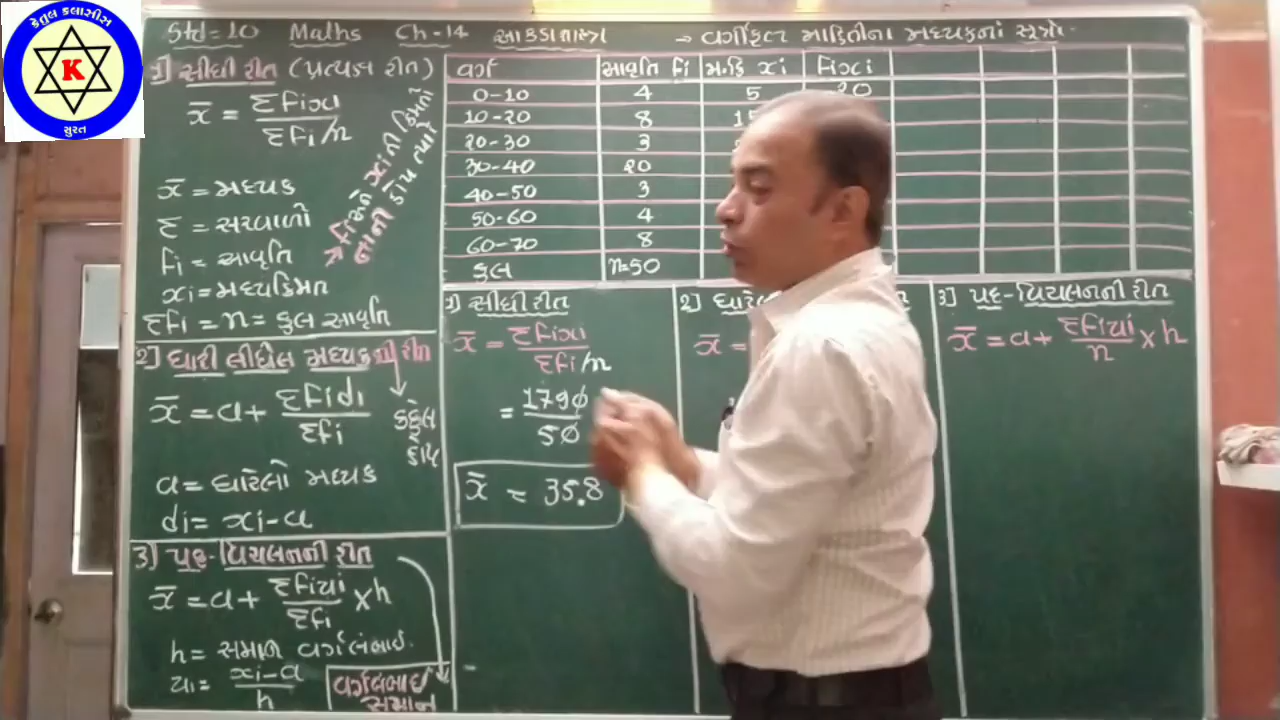 કેતુલ કલાસીસ
K
સુરત
Std=10 Maths Ch-14 આંકડાશાસ્ત્ર → વર્ગીકૃત માહિતીના મધ્યકનાં સૂત્રો.
1) સીધી રીત (પ્રત્યક્ષ રીત)
x̄ = Σfixi / Σfi/n
x̄ = મધ્યક
Σ = સરવાળો
fi = આવૃત્તિ
xi = મધ્યકિંમત
Σfi = n = કુલ આવૃત્તિ
→ fi અને xi ની કિંમતો
નાની હોય ત્યારે
2) ધારી લીધેલ મધ્યકની રીત
x̄ = a + Σfidi / Σfi
a = ધારેલો મધ્યક
di = xi - a
3) પદ-વિચલનની રીત
x̄ = a + Σfiui / Σfi × h
h = સમાન વર્ગલંબાઈ.
ui = xi - a / h
વર્ગલંબાઈ
સમાન
વર્ગ આવૃત્તિ fi મ.કિં xi fixi
0-10 4 5 20
10-20 8
20-30 3
30-40 20
40-50 3
50-60 4
60-70 8
કુલ n=50
1) સીધી રીત
x̄ = Σfixi / Σfi/n
= 1790 / 50
x̄ = 35.8
2)
x̄ =
3) પદ-વિચલનની રીત
x̄ = a + Σfiui / n × h